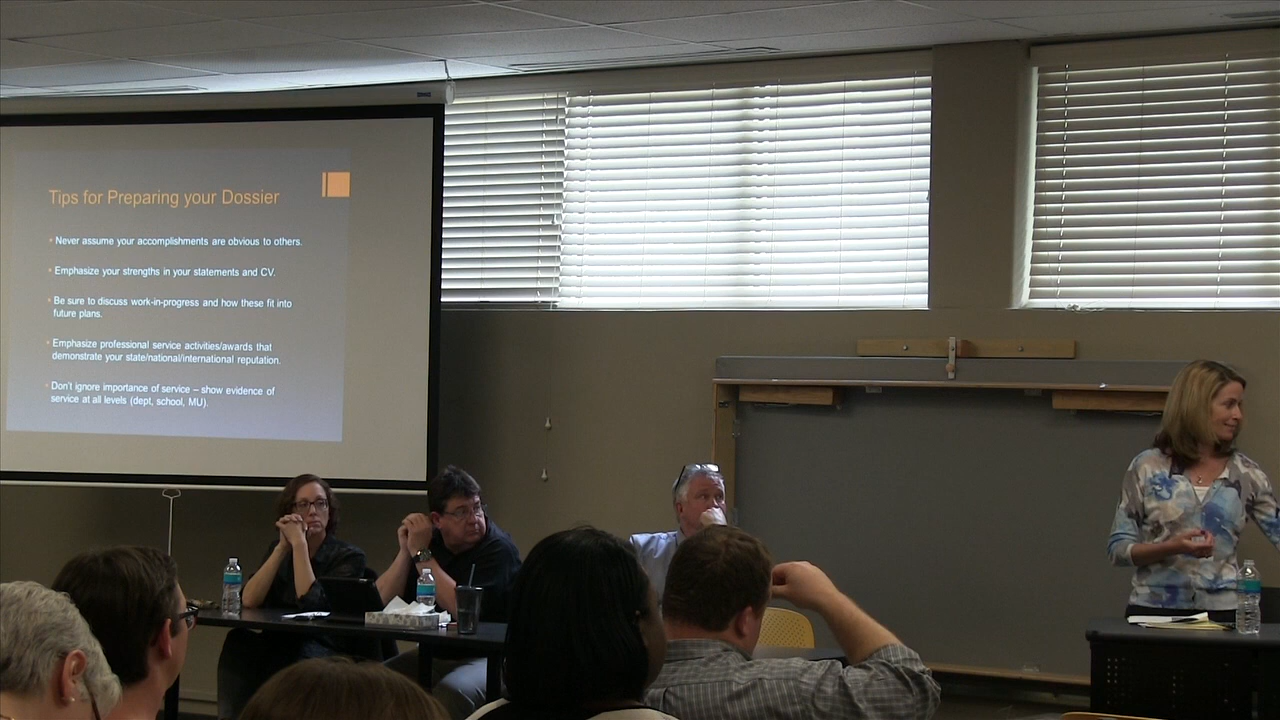 Tips for Preparing your Dossier
Never assume your accomplishments are obvious to others.
Emphasize your strengths in your statements and CV.
Be sure to discuss work-in-progress and how these fit into
future plans.
Emphasize professional service activities/awards that
demonstrate your state/national/international reputation.
Don't ignore importance of service – show evidence of
service at all levels (dept, school, MU).